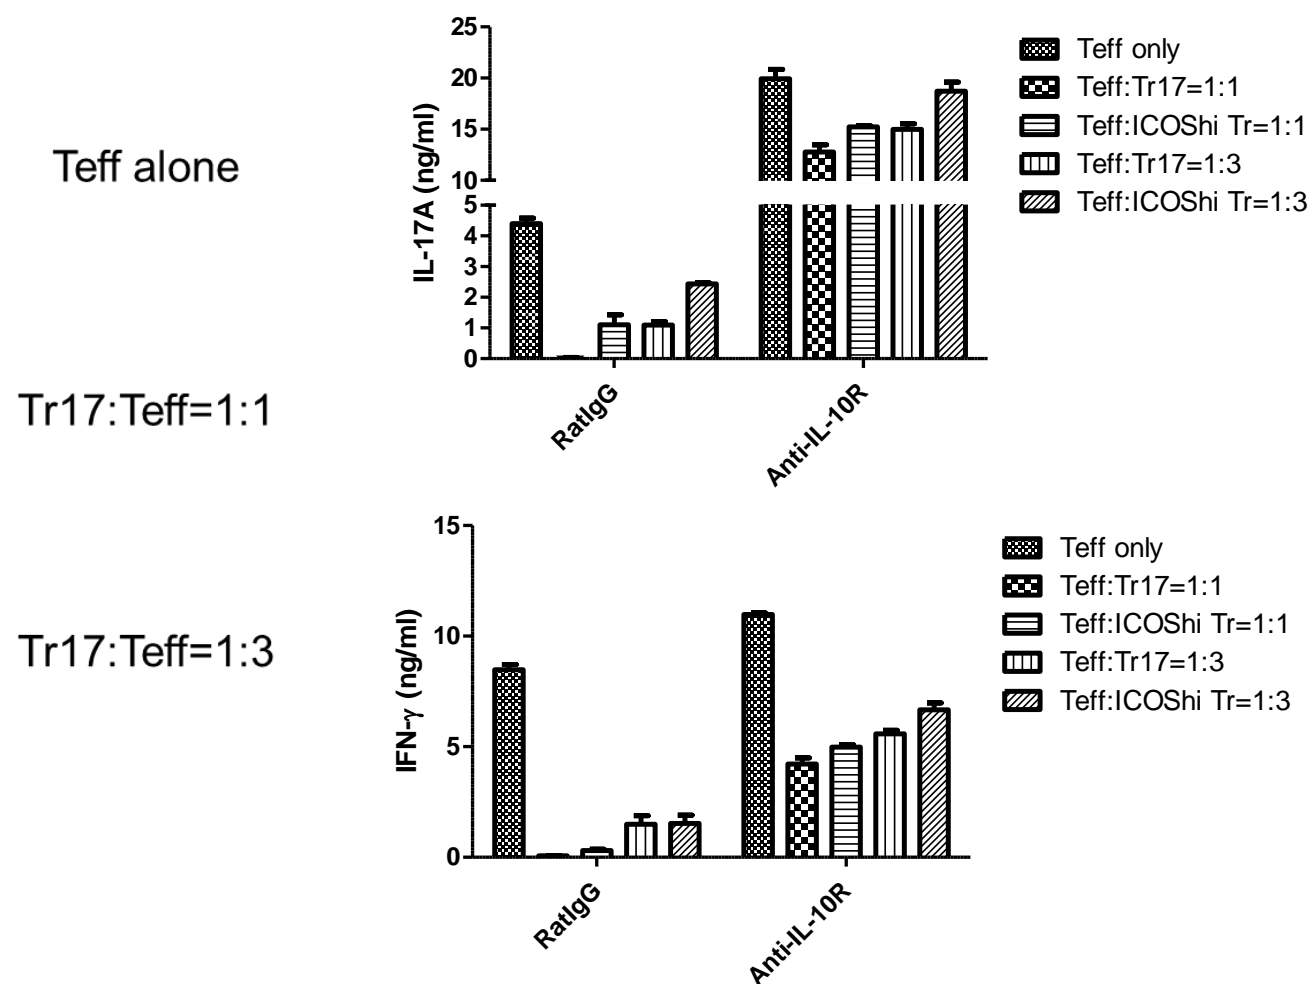 Teff alone
Tr17:Teff=1:1
Tr17:Teff=1:3
IL-17A (ng/ml)
25
20
15
10
5
4
3
2
1
0
RatIgG
Anti-IL-10R
Teff only
Teff:Tr17=1:1
Teff:ICOShi Tr=1:1
Teff:Tr17=1:3
Teff:ICOShi Tr=1:3
IFN-γ (ng/ml)
15
10
5
0
RatIgG
Anti-IL-10R
Teff only
Teff:Tr17=1:1
Teff:ICOShi Tr=1:1
Teff:Tr17=1:3
Teff:ICOShi Tr=1:3